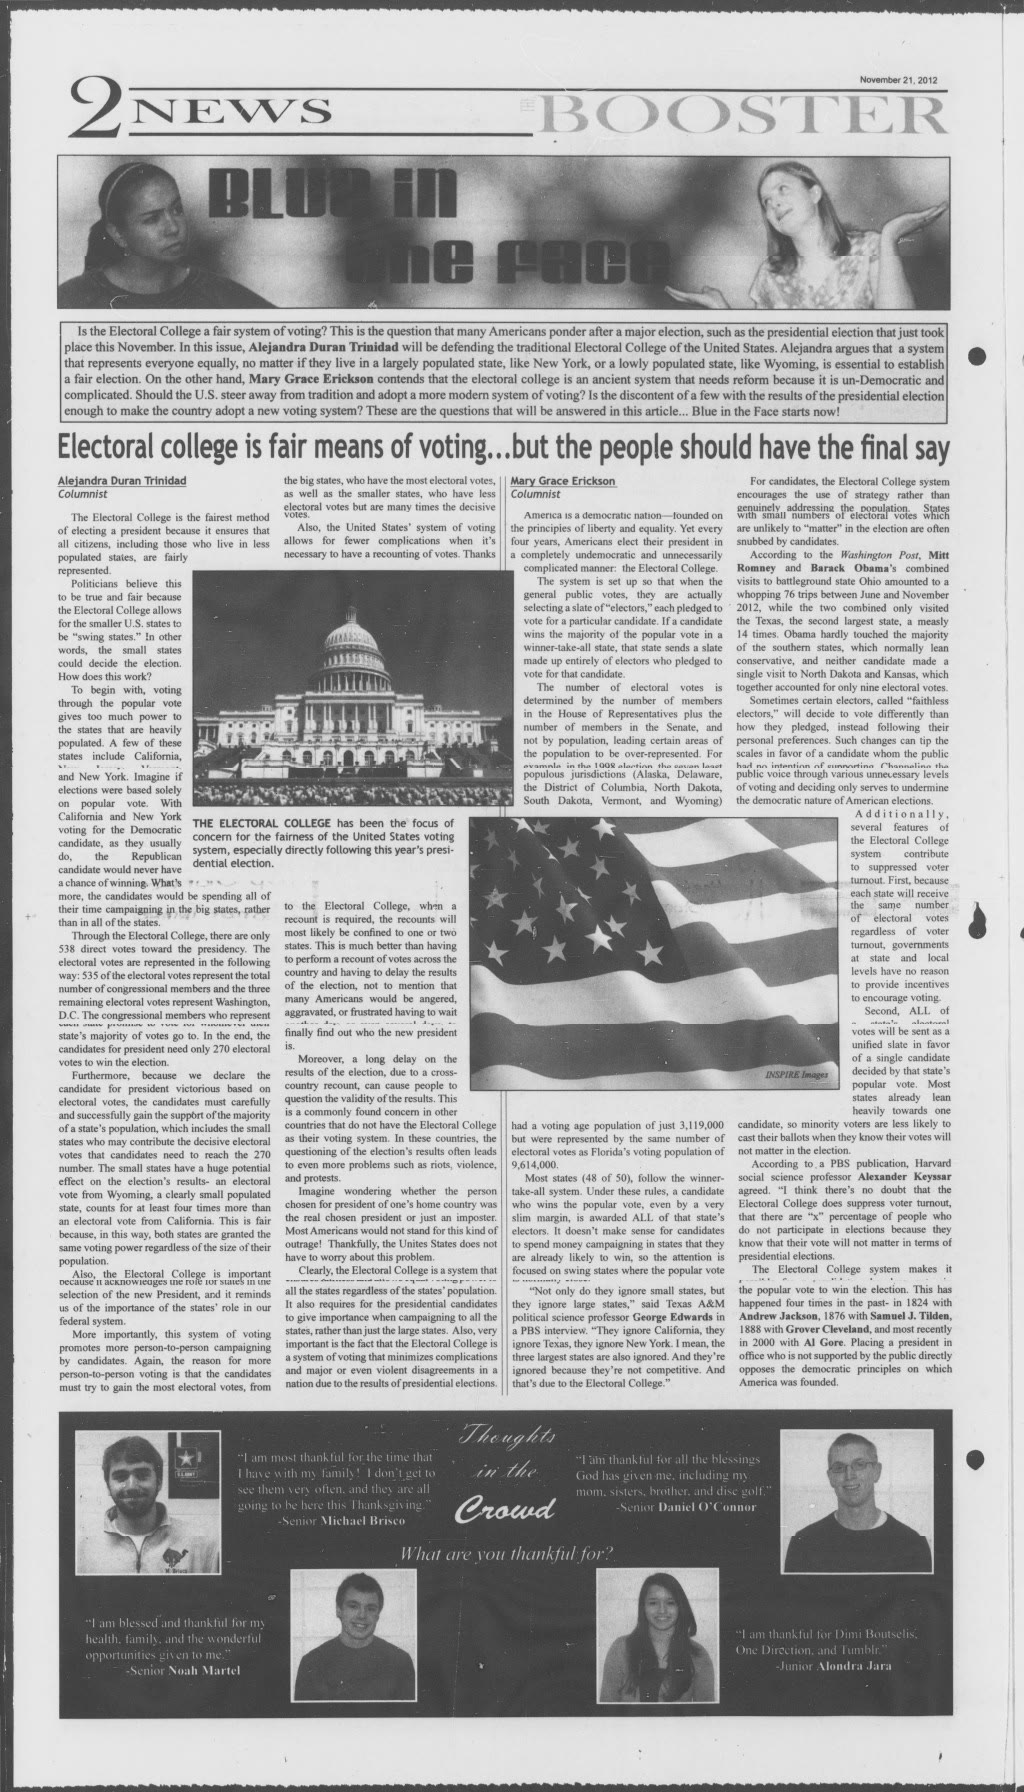 November 21, 2012
2 NEWS
BOOSTER
BLUE in
THE FACE
Is the Electoral College a fair system of voting? This is the question that many Americans ponder after a major election, such as the presidential election that just took
place this November. In this issue, Alejandra Duran Trinidad will be defending the traditional Electoral College of the United States. Alejandra argues that a system
that represents everyone equally, no matter if they live in a largely populated state, like New York, or a lowly populated state, like Wyoming, is essential to establish
a fair election. On the other hand, Mary Grace Erickson contends that the electoral college is an ancient system that needs reform because it is un-Democratic and
complicated. Should the U.S. steer away from tradition and adopt a more modern system of voting? Is the discontent of a few with the results of the presidential election
enough to make the country adopt a new voting system? These are the questions that will be answered in this article... Blue in the Face starts now!
Electoral college is fair means of voting...but the people should have the final say
Alejandra Duran Trinidad
Columnist
The Electoral College is the fairest method
of electing a president because it ensures that
all citizens, including those who live in less
populated states, are fairly
represented.
Politicians believe this
to be true and fair because
the Electoral College allows
for the smaller U.S. states to
be "swing states." In other
words, the small states
could decide the election.
How does this work?
To begin with, voting
through the popular vote
gives too much power to
the states that are heavily
populated. A few of these
states include California,
and New York. Imagine if
elections were based solely
on popular vote. With
California and New York
voting for the Democratic
candidate, as they usually
do, the Republican
candidate would never have
a chance of winning. What's
more, the candidates would be spending all of
their time campaigning in the big states, rather
than in all of the states.
Through the Electoral College, there are only
538 direct votes toward the presidency. The
electoral votes are represented in the following
way: 535 of the electoral votes represent the total
number of congressional members and the three
remaining electoral votes represent Washington,
D.C. The congressional members who represent
each state promise to vote for whomever their
state's majority of votes go to. In the end, the
candidates for president need only 270 electoral
votes to win the election.
Furthermore, because we declare the
candidate for president victorious based on
electoral votes, the candidates must carefully
and successfully gain the support of the majority
of a state's population, which includes the small
states who may contribute the decisive electoral
votes that candidates need to reach the 270
number. The small states have a huge potential
effect on the election's results- an electoral
vote from Wyoming, a clearly small populated
state, counts for at least four times more than
an electoral vote from California. This is fair
because, in this way, both states are granted the
same voting power regardless of the size of their
population.
Also, the Electoral College is important
because it acknowledges the role for states in the
selection of the new President, and it reminds
us of the importance of the states' role in our
federal system.
More importantly, this system of voting
promotes more person-to-person campaigning
by candidates. Again, the reason for more
person-to-person voting is that the candidates
must try to gain the most electoral votes, from
the big states, who have the most electoral votes,
as well as the smaller states, who have less
electoral votes but are many times the decisive
votes.
Also, the United States' system of voting
allows for fewer complications when it's
necessary to have a recounting of votes. Thanks
THE ELECTORAL COLLEGE has been the focus of
concern for the fairness of the United States voting
system, especially directly following this year's presi-
dential election.
to the Electoral College, when a
recount is required, the recounts will
most likely be confined to one or two
states. This is much better than having
to perform a recount of votes across the
country and having to delay the results
of the election, not to mention that
many Americans would be angered,
aggravated, or frustrated having to wait
finally find out who the new president
is.
Moreover, a long delay on the
results of the election, due to a cross-
country recount, can cause people to
question the validity of the results. This
is a commonly found concern in other
countries that do not have the Electoral College
as their voting system. In these countries, the
questioning of the election's results often leads
to even more problems such as riots, violence,
and protests.
Imagine wondering whether the person
chosen for president of one's home country was
the real chosen president or just an imposter.
Most Americans would not stand for this kind of
outrage! Thankfully, the Unites States does not
have to worry about this problem.
Clearly, the Electoral College is a system that
all the states regardless of the states' population.
It also requires for the presidential candidates
to give importance when campaigning to all the
states, rather than just the large states. Also, very
important is the fact that the Electoral College is
a system of voting that minimizes complications
and major or even violent disagreements in a
nation due to the results of presidential elections.
Mary Grace Erickson
Columnist
America is a democratic nation—founded on
the principles of liberty and equality. Yet every
four years, Americans elect their president in
a completely undemocratic and unnecessarily
complicated manner: the Electoral College.
The system is set up so that when the
general public votes, they are actually
selecting a slate of "electors," each pledged to
vote for a particular candidate. If a candidate
wins the majority of the popular vote in a
winner-take-all state, that state sends a slate
made up entirely of electors who pledged to
vote for that candidate.
The number of electoral votes is
determined by the number of members
in the House of Representatives plus the
number of members in the Senate, and
not by population, leading certain areas of
the population to be over-represented. For
example, in the 1998 election, the seven least
populous jurisdictions (Alaska, Delaware,
the District of Columbia, North Dakota,
South Dakota, Vermont, and Wyoming)
INSPIRE Images
had a voting age population of just 3,119,000
but were represented by the same number of
electoral votes as Florida's voting population of
9,614,000.
Most states (48 of 50), follow the winner-
take-all system. Under these rules, a candidate
who wins the popular vote, even by a very
slim margin, is awarded ALL of that state's
electors. It doesn't make sense for candidates
to spend money campaigning in states that they
are already likely to win, so the attention is
focused on swing states where the popular vote
"Not only do they ignore small states, but
they ignore large states," said Texas A&M
political science professor George Edwards in
a PBS interview. "They ignore California, they
ignore Texas, they ignore New York. I mean, the
three largest states are also ignored. And they're
ignored because they're not competitive. And
that's due to the Electoral College."
For candidates, the Electoral College system
encourages the use of strategy rather than
genuinely addressing the population. States
with small numbers of electoral votes which
are unlikely to "matter" in the election are often
snubbed by candidates.
According to the Washington Post, Mitt
Romney and Barack Obama's combined
visits to battleground state Ohio amounted to a
whopping 76 trips between June and November
2012, while the two combined only visited
the Texas, the second largest state, a measly
14 times. Obama hardly touched the majority
of the southern states, which normally lean
conservative, and neither candidate made a
single visit to North Dakota and Kansas, which
together accounted for only nine electoral votes.
Sometimes certain electors, called "faithless
electors," will decide to vote differently than
how they pledged, instead following their
personal preferences. Such changes can tip the
scales in favor of a candidate whom the public
had no intention of supporting. Channeling the
public voice through various unnecessary levels
of voting and deciding only serves to undermine
the democratic nature of American elections.
Additionally,
several features of
the Electoral College
system contribute
to suppressed voter
turnout. First, because
each state will receive
the same number
of electoral votes
regardless of voter
turnout, governments
at state and local
levels have no reason
to provide incentives
to encourage voting.
Second, ALL of
a state's electoral
votes will be sent as a
unified slate in favor
of a single candidate
decided by that state's
popular vote. Most
states already lean
heavily towards one
candidate, so minority voters are less likely to
cast their ballots when they know their votes will
not matter in the election.
According to a PBS publication, Harvard
social science professor Alexander Keyssar
agreed. "I think there's no doubt that the
Electoral College does suppress voter turnout,
that there are "x" percentage of people who
do not participate in elections because they
know that their vote will not matter in terms of
presidential elections.
The Electoral College system makes it
the popular vote to win the election. This has
happened four times in the past- in 1824 with
Andrew Jackson, 1876 with Samuel J. Tilden,
1888 with Grover Cleveland, and most recently
in 2000 with Al Gore. Placing a president in
office who is not supported by the public directly
opposes the democratic principles on which
America was founded.
Thoughts
in the
Crowd
What are you thankful for?
"I am most thankful for the time that
I have with my family! I don't get to
see them very often, and they are all
going to be here this Thanksgiving."
-Senior Michael Brisco
"I am thankful for all the blessings
God has given me, including my
mom, sisters, brother, and disc golf."
-Senior Daniel O'Connor
"I am blessed and thankful for my
health, family, and the wonderful
opportunities given to me."
-Senior Noah Martel
"I am thankful for Dimi Boutselis,
One Direction, and Tumblr."
-Junior Alondra Jara